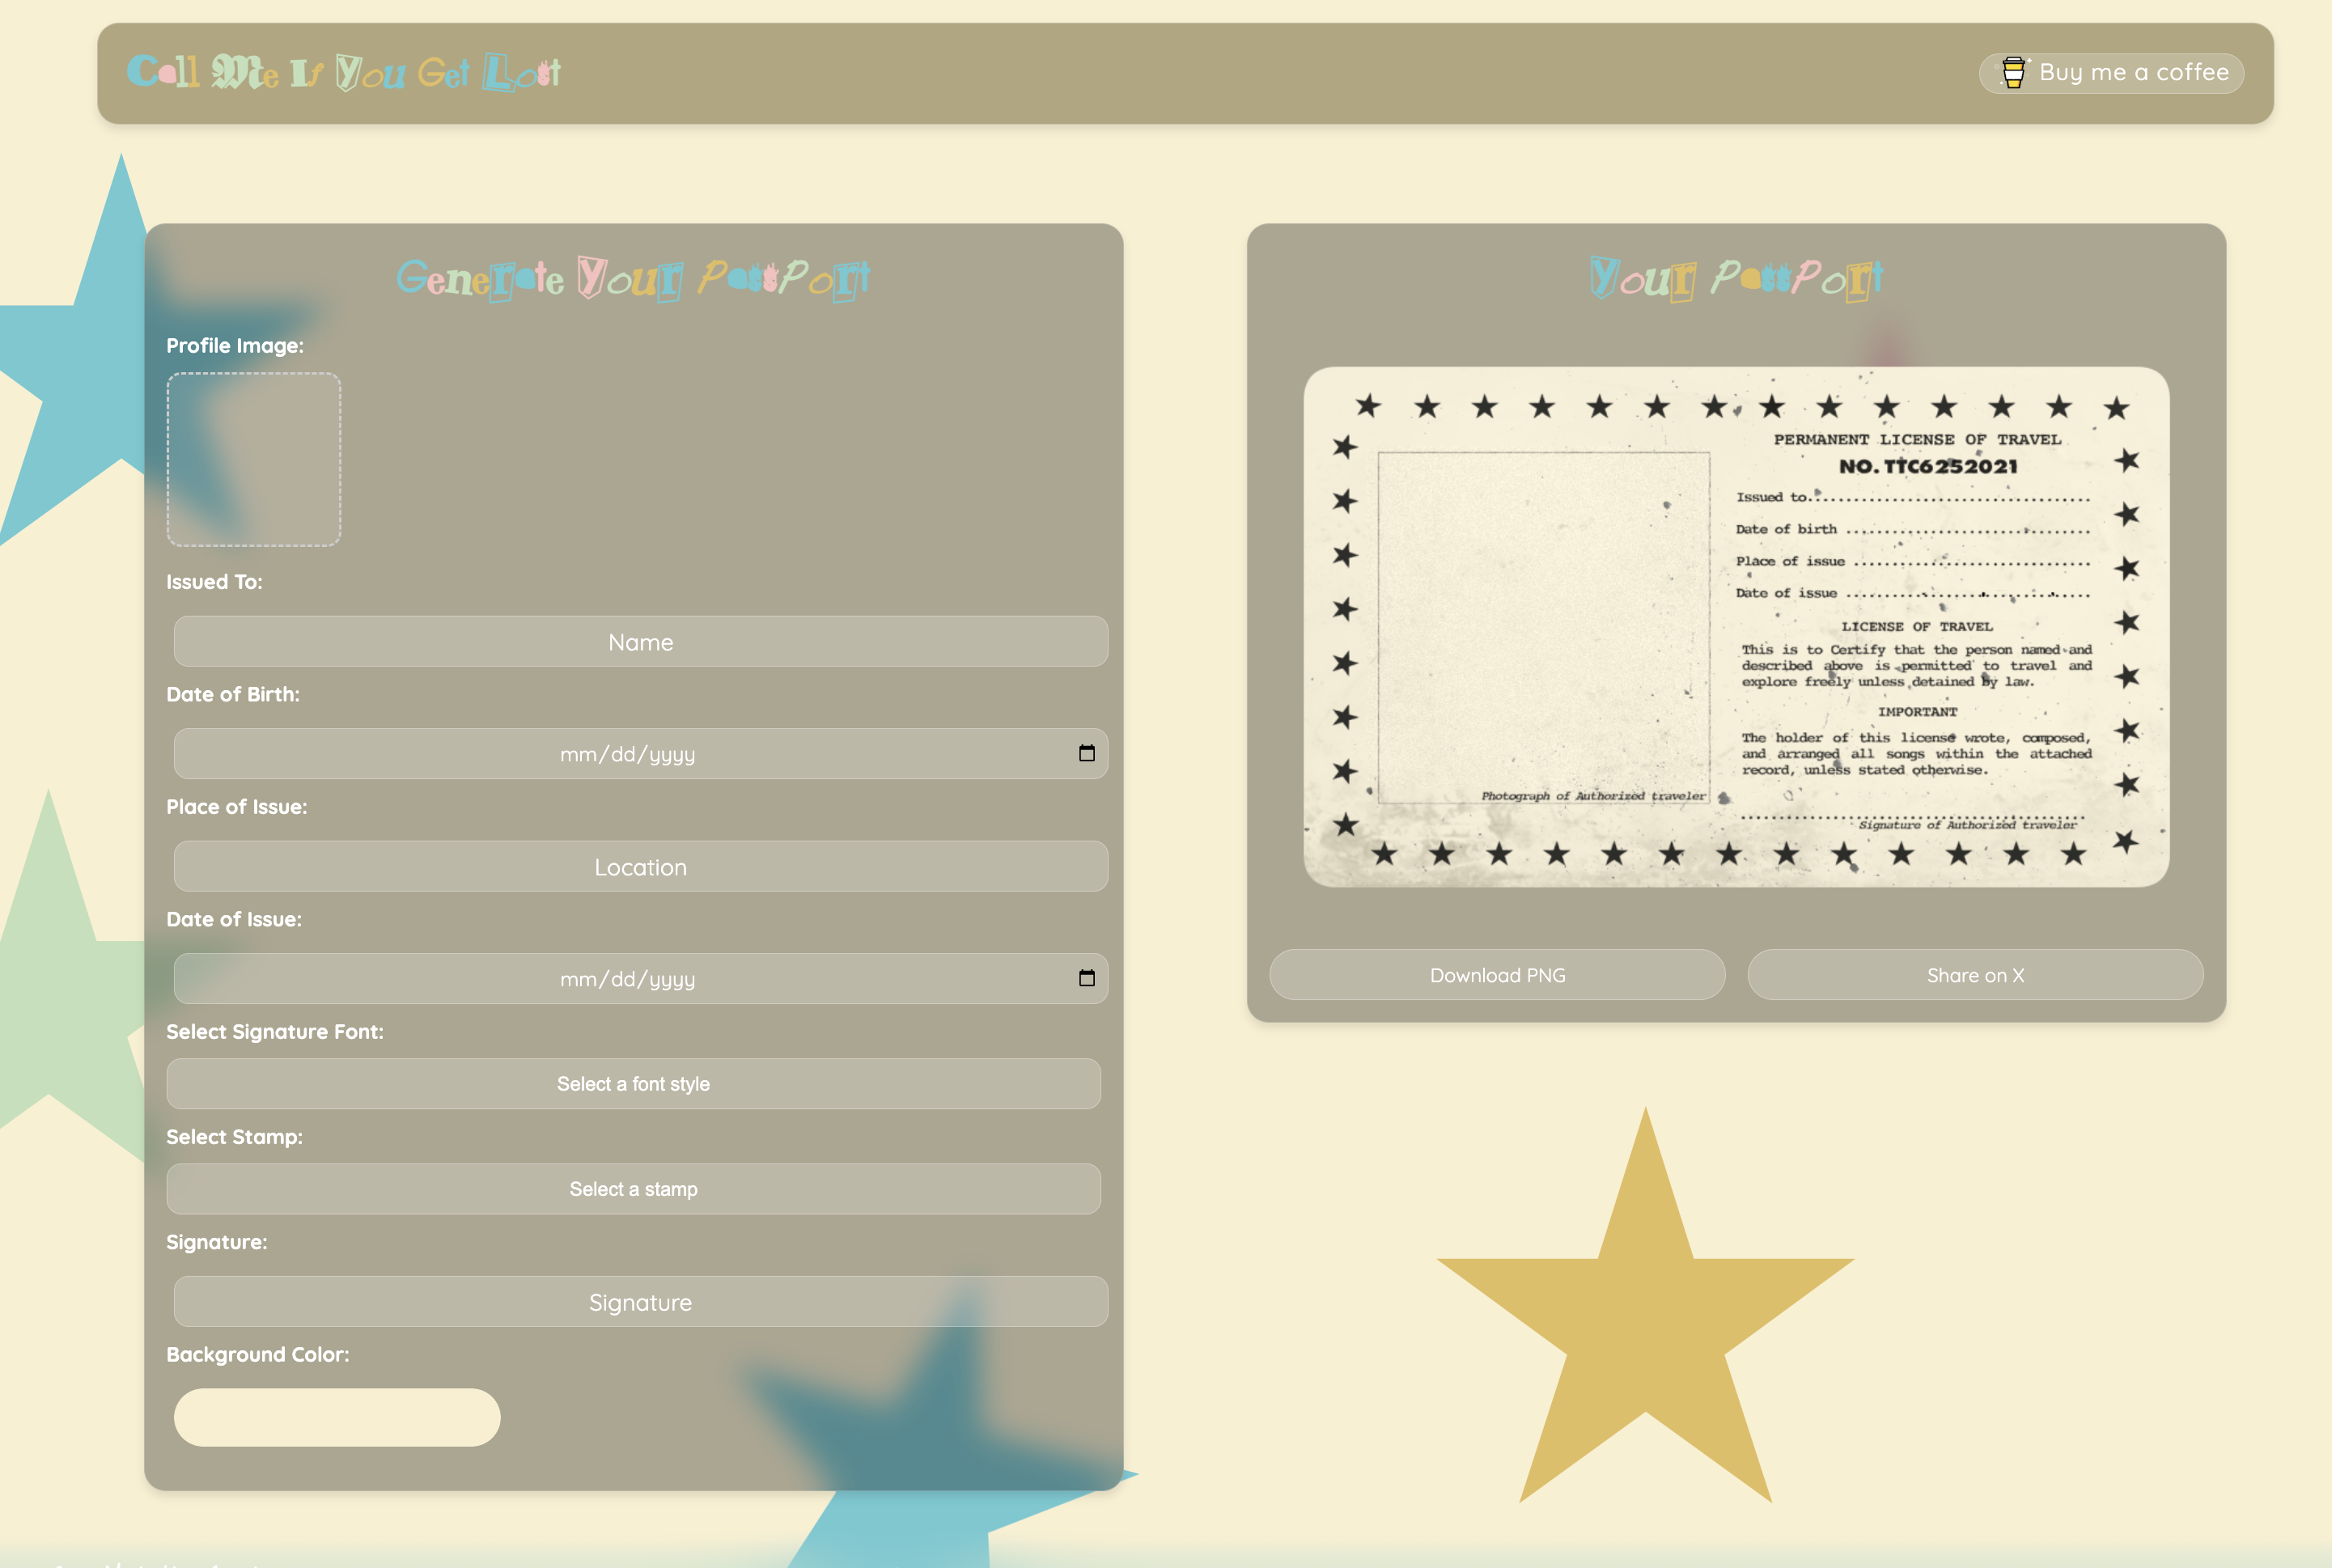 Call Me If You Get Lost
Buy me a coffee
Generate Your PassPort
Profile Image:
Issued To:
Name
Date of Birth:
mm/dd/yyyy
Place of Issue:
Location
Date of Issue:
mm/dd/yyyy
Select Signature Font:
Select a font style
Select Stamp:
Select a stamp
Signature:
Signature
Background Color:
Your PassPort
PERMANENT LICENSE OF TRAVEL
NO. TTC6252021
Issued to
Date of birth
Place of issue
Date of issue
LICENSE OF TRAVEL
This is to Certify that the person named and
described above is permitted to travel and
explore freely unless detained by law.
IMPORTANT
The holder of this license wrote, composed,
and arranged all songs within the attached
record, unless stated otherwise.
Photograph of Authorized traveler
Signature of Authorized traveler
Download PNG
Share on X